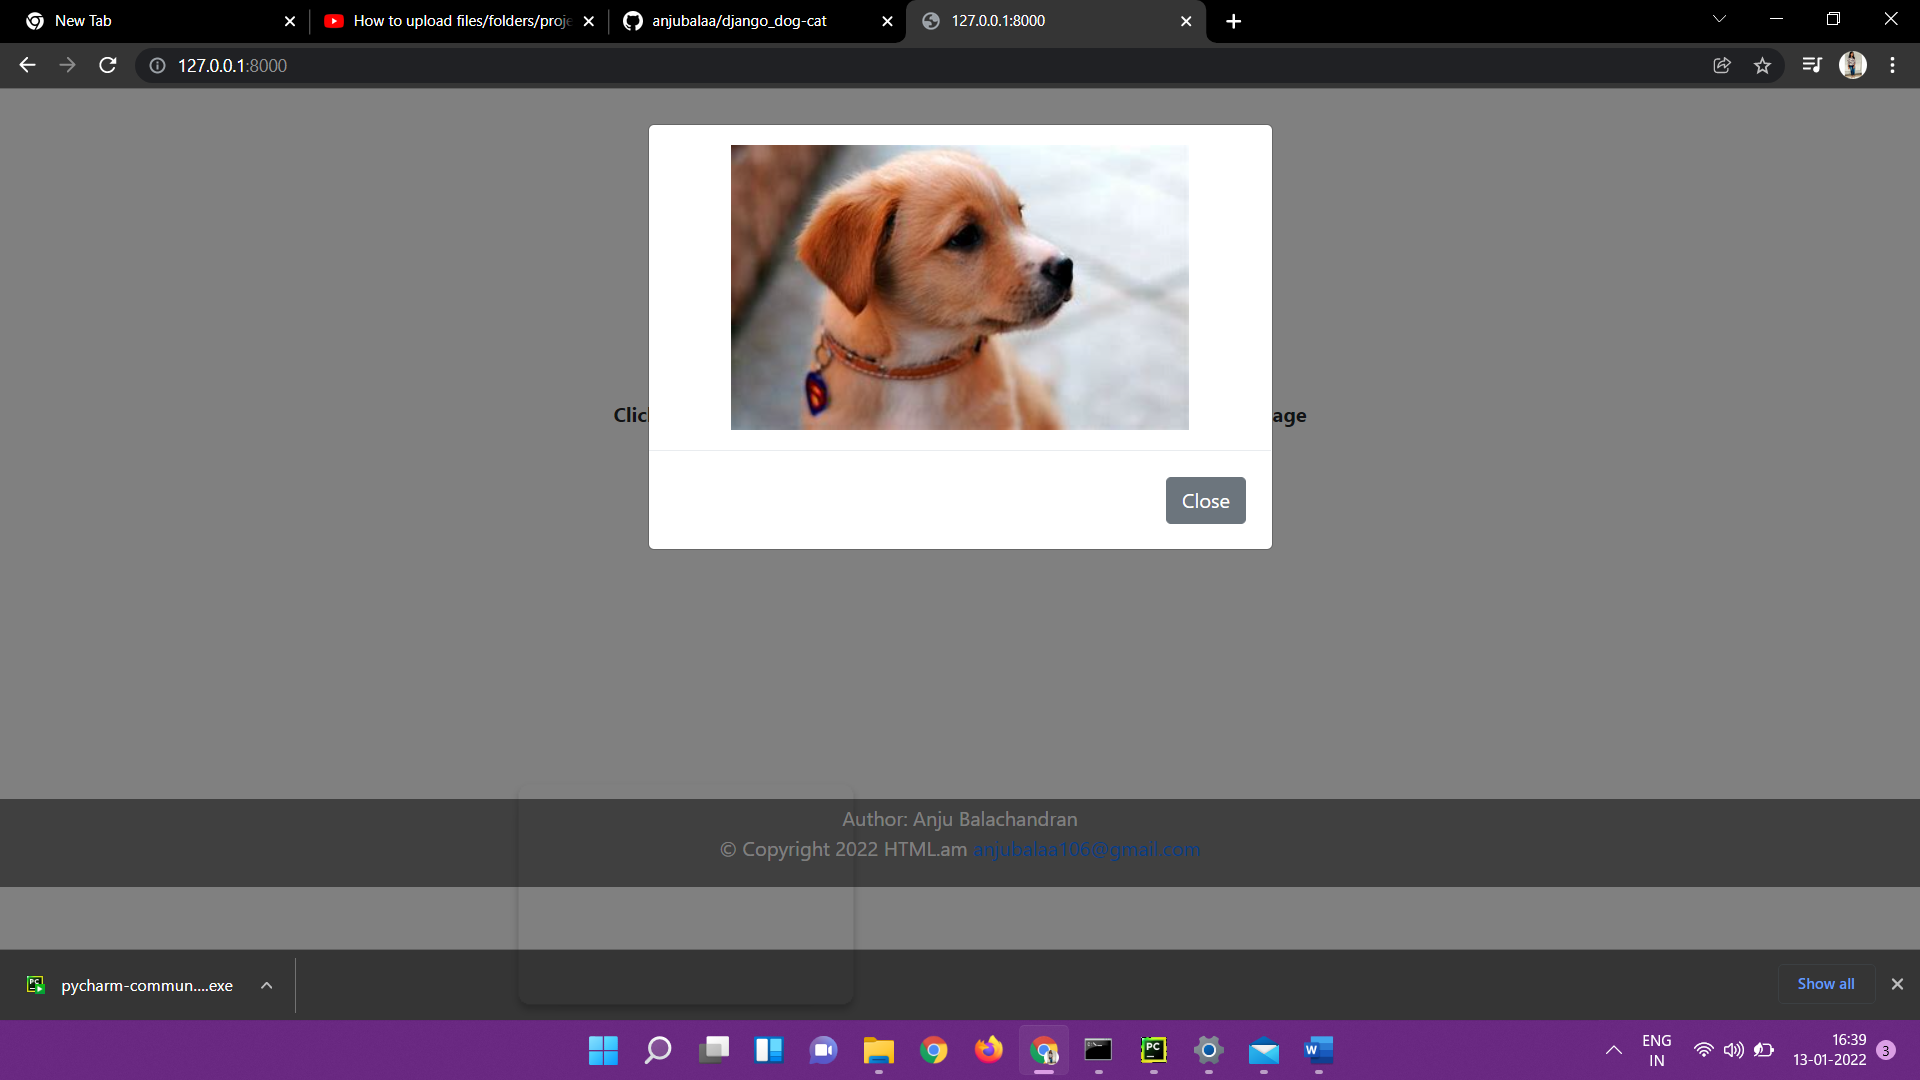 New Tab
How to upload files/folders/proje
anjubalaa/django_dog-cat
127.0.0.1:8000
127.0.0.1:8000
Clic
age
Close
Author: Anju Balachandran
© Copyright 2022 HTML.am anjubalaa106@gmail.com
pycharm-commun....exe
Show all
ENG
IN
16:39
13-01-2022
3